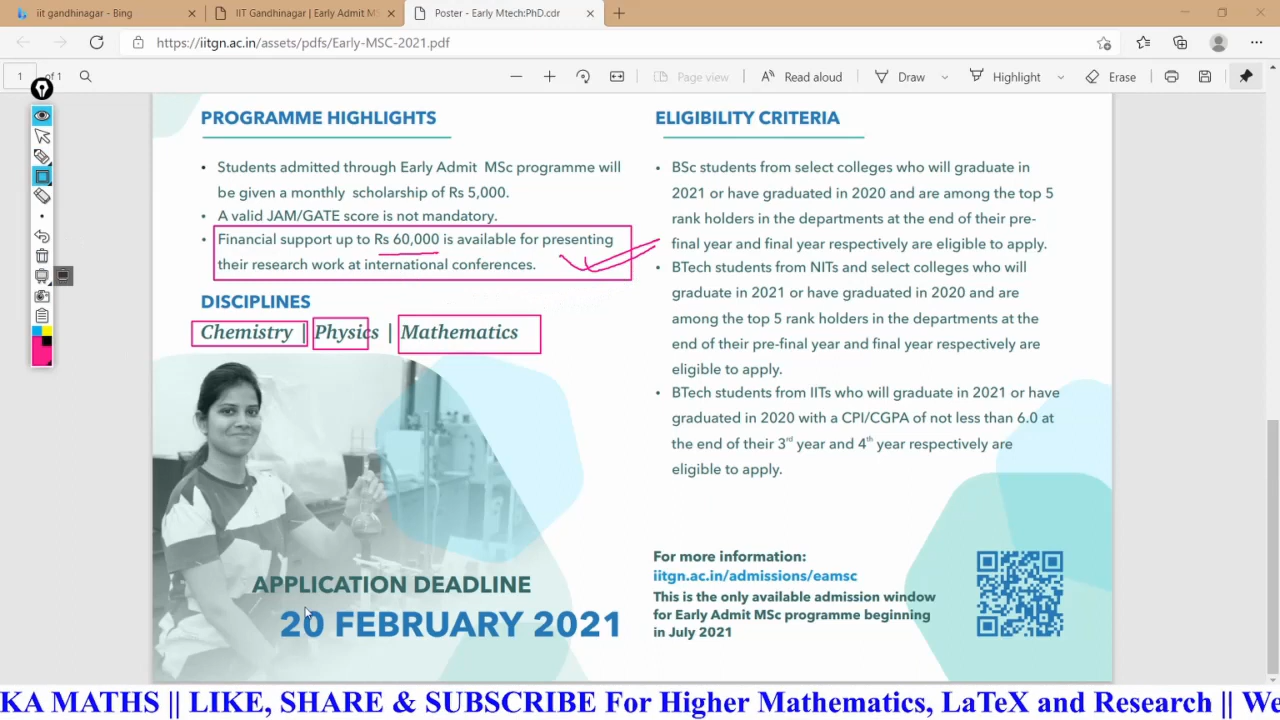 iit gandhinagar - Bing
IIT Gandhinagar | Early Admit M
Poster - Early Mtech:PhD.cdr
https://iitgn.ac.in/assets/pdfs/Early-MSC-2021.pdf
1 of 1
Page view
Read aloud
Draw
Highlight
Erase
PROGRAMME HIGHLIGHTS
• Students admitted through Early Admit MSc programme will
be given a monthly scholarship of Rs 5,000.
• A valid JAM/GATE score is not mandatory.
• Financial support up to Rs 60,000 is available for presenting
their research work at international conferences.
DISCIPLINES
Chemistry | Physics | Mathematics
APPLICATION DEADLINE
20 FEBRUARY 2021
ELIGIBILITY CRITERIA
• BSc students from select colleges who will graduate in
2021 or have graduated in 2020 and are among the top 5
rank holders in the departments at the end of their pre-
final year and final year respectively are eligible to apply.
• BTech students from NITs and select colleges who will
graduate in 2021 or have graduated in 2020 and are
among the top 5 rank holders in the departments at the
end of their pre-final year and final year respectively are
eligible to apply.
• BTech students from IITs who will graduate in 2021 or have
graduated in 2020 with a CPI/CGPA of not less than 6.0 at
the end of their 3rd year and 4th year respectively are
eligible to apply.
For more information:
iitgn.ac.in/admissions/eamsc
This is the only available admission window
for Early Admit MSc programme beginning
in July 2021
KA MATHS || LIKE, SHARE & SUBSCRIBE For Higher Mathematics, LaTeX and Research || We